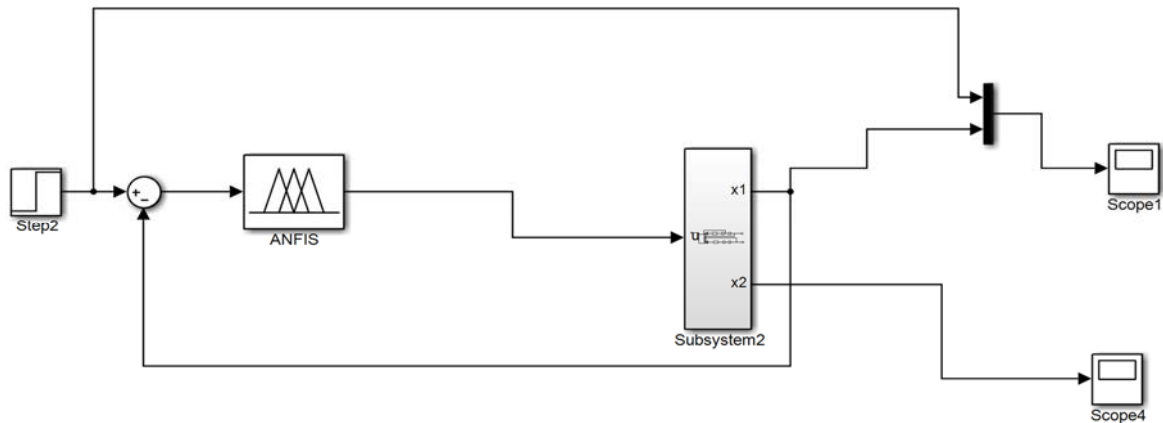 Step2
+
−
ANFIS
u
x1
x2
Subsystem2
Scope1
Scope4